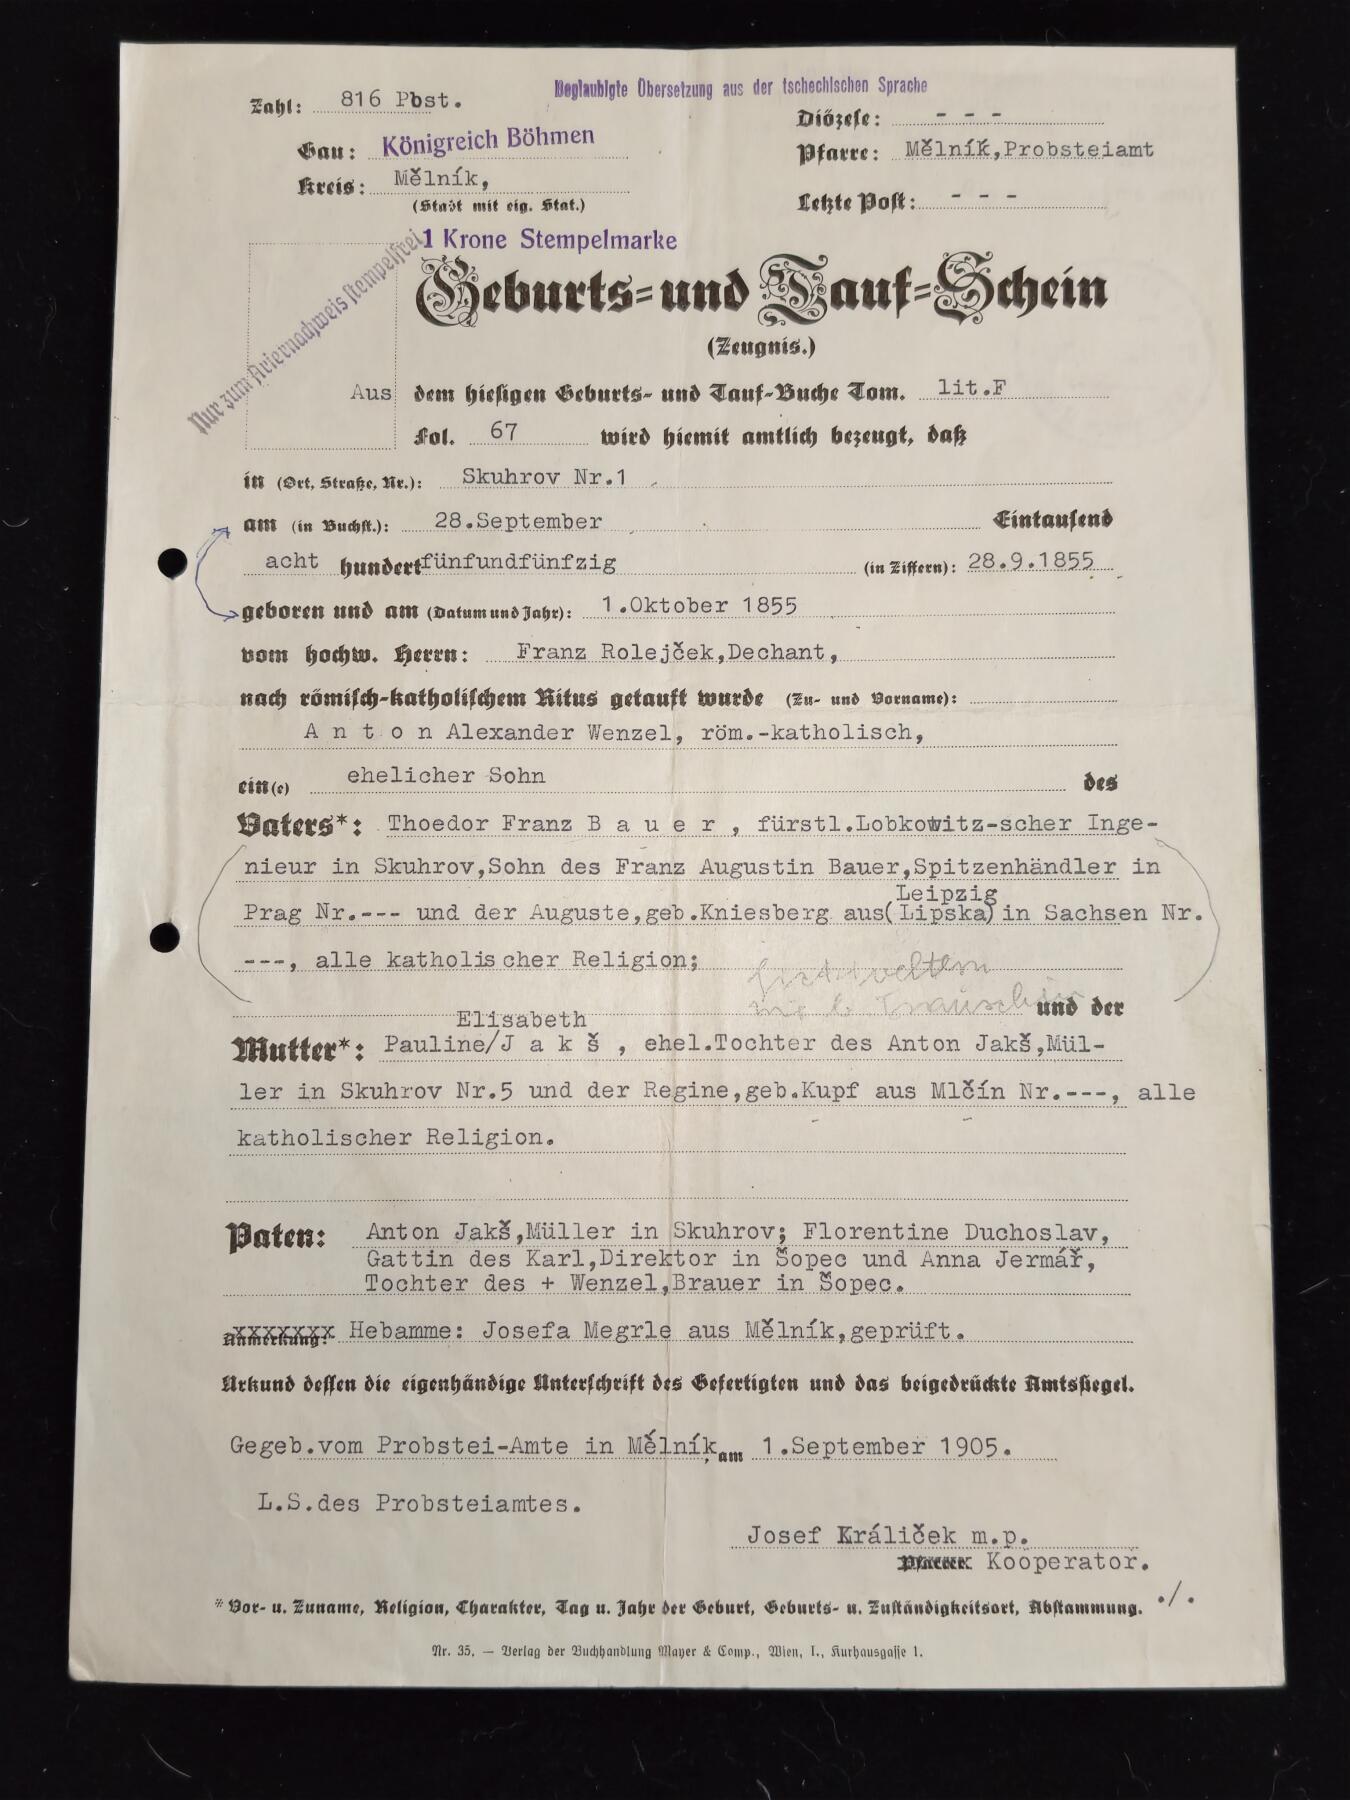 Beglaubigte Übersetzung aus der tschechischen Sprache
Zahl: 816 Pbst.
Diözese: - - -
Gau: Königreich Böhmen
Pfarre: Mělník,Probsteiamt
Kreis: Mělník,
(Stadt mit eig. Stat.)
Letzte Post: - - -
1 Krone Stempelmarke
Nur zum Ariernachweis stempelfrei
Geburts- und Tauf-Schein
(Zeugnis.)
Aus dem hiesigen Geburts- und Tauf-Buche Tom. lit.F
Fol. 67 wird hiemit amtlich bezeugt, daß
in (Ort, Straße, Nr.): Skuhrov Nr.1
am (in Buchst.): 28.September Eintausend
acht hundert fünfundfünfzig (in Ziffern): 28.9.1855
geboren und am (Datum und Jahr): 1.Oktober 1855
vom hochw. Herrn: Franz Rolejček,Dechant,
nach römisch-katholischem Ritus getauft wurde (Zu- und Vorname):
A n t o n Alexander Wenzel, röm.-katholisch,
ein(e) ehelicher Sohn des
Vaters*: Thoedor Franz B a u e r , fürstl.Lobkowitz-scher Inge-
nieur in Skuhrov,Sohn des Franz Augustin Bauer,Spitzenhändler in
Leipzig
Prag Nr.--- und der Auguste,geb.Kniesberg aus(Lipska) in Sachsen Nr.
---, alle katholischer Religion;
und der
Elisabeth
Mutter*: Pauline/J a k š , ehel.Tochter des Anton Jakš,Mül-
ler in Skuhrov Nr.5 und der Regine,geb.Kupf aus Mlčín Nr.---, alle
katholischer Religion.
Paten: Anton Jakš,Müller in Skuhrov; Florentine Duchoslav,
Gattin des Karl,Direktor in Šopec und Anna Jermář,
Tochter des + Wenzel,Brauer in Šopec.
Anmerkung: Hebamme: Josefa Megrle aus Mělník,geprüft.
Urkund dessen die eigenhändige Unterschrift des Gefertigten und das beigedrückte Amtssiegel.
Gegeb.vom Probstei-Amte in Mělník, am 1.September 1905.
L.S.des Probsteiamtes.
Josef Králiček m.p.
Pfarrer. Kooperator.
./.
*Vor- u. Zuname, Religion, Charakter, Tag u. Jahr der Geburt, Geburts- u. Zuständigkeitsort, Abstammung.
Nr. 35. — Verlag der Buchhandlung Mayer & Comp., Wien, I., Kurhausgasse 1.